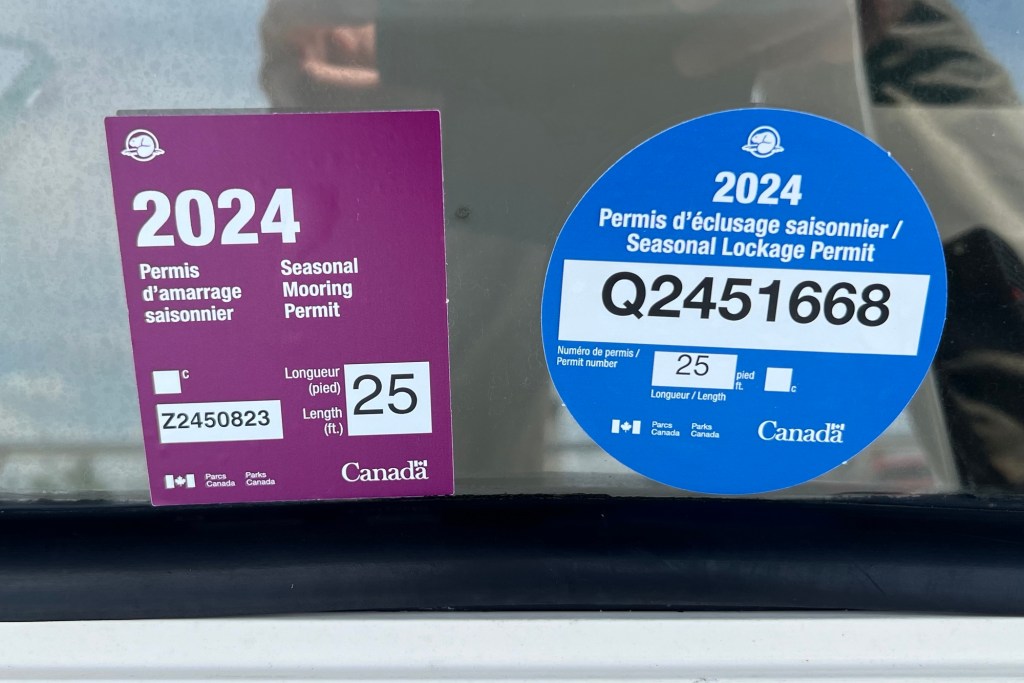 2024
Permis
d'amarrage
saisonnier
Seasonal
Mooring
Permit
C
Z2450823
Longueur
(pied)
Length
(ft.)
25
Parcs
Canada
Parks
Canada
Canada
2024
Permis d'éclusage saisonnier /
Seasonal Lockage Permit
Q2451668
Numéro de permis /
Permit number
25
pied
ft.
C
Longueur / Length
Parcs
Canada
Parks
Canada
Canada